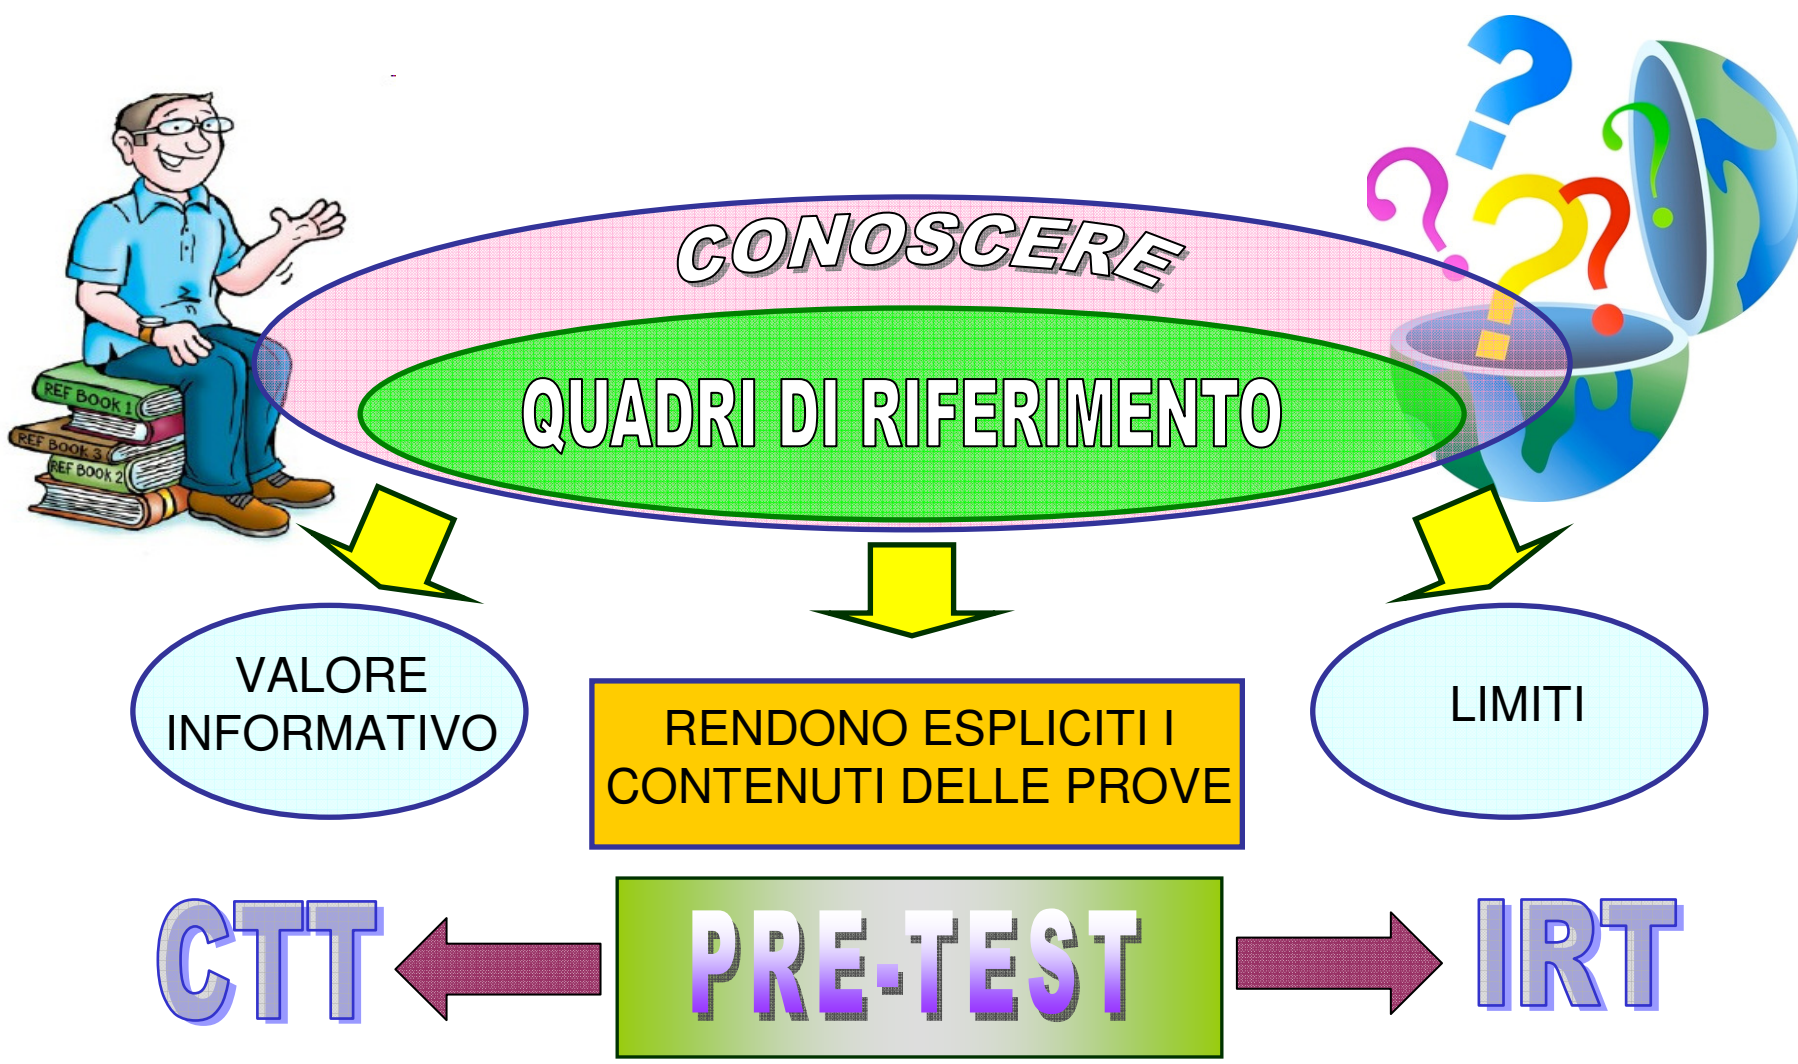 CONOSCERE
QUADRI DI RIFERIMENTO
REF BOOK 1
REF BOOK 3
REF BOOK 2
VALORE
INFORMATIVO
RENDONO ESPLICITI I
CONTENUTI DELLE PROVE
LIMITI
CTT
PRE-TEST
IRT